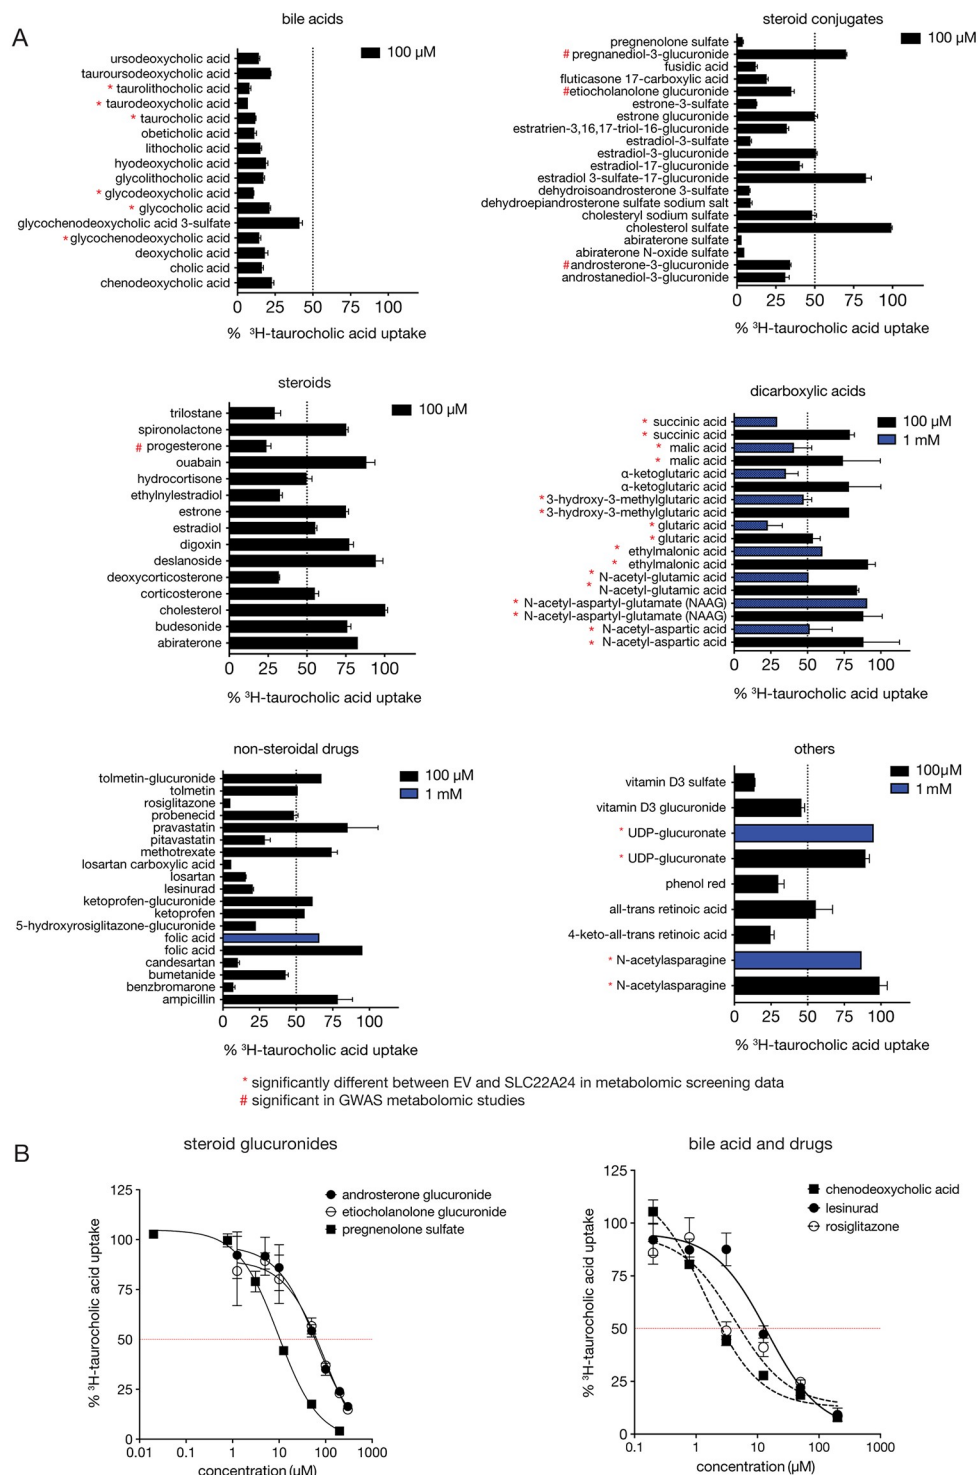 A
bile acids
100 µM
ursodeoxycholic acid
tauroursodeoxycholic acid
* taurolithocholic acid
* taurodeoxycholic acid
* taurocholic acid
obeticholic acid
lithocholic acid
hyodeoxycholic acid
glycolithocholic acid
* glycodeoxycholic acid
* glycocholic acid
glycochenodeoxycholic acid 3-sulfate
* glycochenodeoxycholic acid
deoxycholic acid
cholic acid
chenodeoxycholic acid
0 25 50 75 100
% ³H-taurocholic acid uptake
steroid conjugates
100 µM
pregnenolone sulfate
# pregnanediol-3-glucuronide
fusidic acid
fluticasone 17-carboxylic acid
#etiocholanolone glucuronide
estrone-3-sulfate
estrone glucuronide
estratrien-3,16,17-triol-16-glucuronide
estradiol-3-sulfate
estradiol-3-glucuronide
estradiol-17-glucuronide
estradiol 3-sulfate-17-glucuronide
dehydroisoandrosterone 3-sulfate
dehydroepiandrosterone sulfate sodium salt
cholesteryl sodium sulfate
cholesterol sulfate
abiraterone sulfate
abiraterone N-oxide sulfate
#androsterone-3-glucuronide
androstanediol-3-glucuronide
0 25 50 75 100
% ³H-taurocholic acid uptake
steroids
100 µM
trilostane
spironolactone
# progesterone
ouabain
hydrocortisone
ethylnylestradiol
estrone
estradiol
digoxin
deslanoside
deoxycorticosterone
corticosterone
cholesterol
budesonide
abiraterone
0 25 50 75 100
% ³H-taurocholic acid uptake
dicarboxylic acids
100 µM
1 mM
* succinic acid
* succinic acid
* malic acid
* malic acid
α-ketoglutaric acid
α-ketoglutaric acid
* 3-hydroxy-3-methylglutaric acid
* 3-hydroxy-3-methylglutaric acid
* glutaric acid
* glutaric acid
* ethylmalonic acid
* ethylmalonic acid
* N-acetyl-glutamic acid
* N-acetyl-glutamic acid
* N-acetyl-aspartyl-glutamate (NAAG)
* N-acetyl-aspartyl-glutamate (NAAG)
* N-acetyl-aspartic acid
* N-acetyl-aspartic acid
0 25 50 75 100
% ³H-taurocholic acid uptake
non-steroidal drugs
100 µM
1 mM
tolmetin-glucuronide
tolmetin
rosiglitazone
probenecid
pravastatin
pitavastatin
methotrexate
losartan carboxylic acid
losartan
lesinurad
ketoprofen-glucuronide
ketoprofen
5-hydroxyrosiglitazone-glucuronide
folic acid
folic acid
candesartan
bumetanide
benzbromarone
ampicillin
0 25 50 75 100
% ³H-taurocholic acid uptake
others
100µM
1 mM
vitamin D3 sulfate
vitamin D3 glucuronide
* UDP-glucuronate
* UDP-glucuronate
phenol red
all-trans retinoic acid
4-keto-all-trans retinoic acid
* N-acetylasparagine
* N-acetylasparagine
0 25 50 75 100
% ³H-taurocholic acid uptake
* significantly different between EV and SLC22A24 in metabolomic screening data
# significant in GWAS metabolomic studies
B
steroid glucuronides
androsterone glucuronide
etiocholanolone glucuronide
pregnenolone sulfate
% ³H-taurocholic acid uptake
125
100
75
50
25
0
0.01 0.1 1 10 100 1000
concentration (µM)
bile acid and drugs
chenodeoxycholic acid
lesinurad
rosiglitazone
% ³H-taurocholic acid uptake
125
100
75
50
25
0
0.1 1 10 100 1000
concentration (µM)